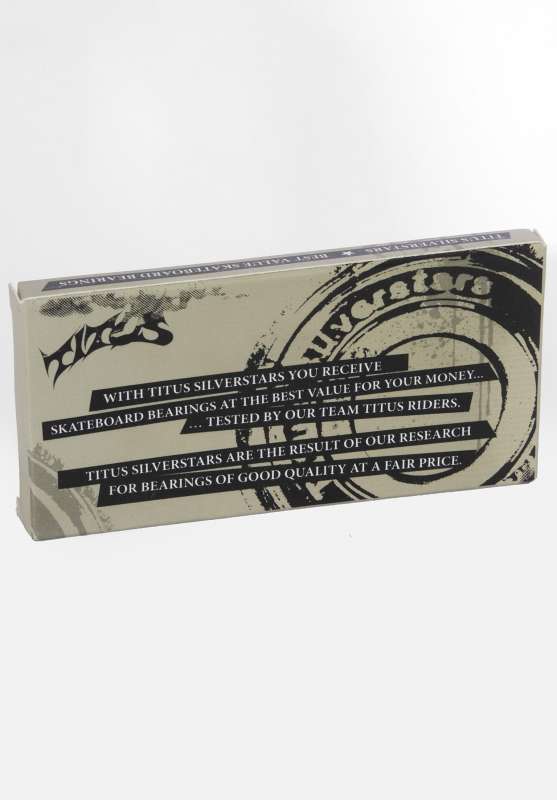 TITUS SILVERSTARS ★ BEST VALUE SKATEBOARD BEARINGS
TITUS
silverstars
WITH TITUS SILVERSTARS YOU RECEIVE
SKATEBOARD BEARINGS AT THE BEST VALUE FOR YOUR MONEY...
... TESTED BY OUR TEAM TITUS RIDERS.
TITUS SILVERSTARS ARE THE RESULT OF OUR RESEARCH
FOR BEARINGS OF GOOD QUALITY AT A FAIR PRICE.